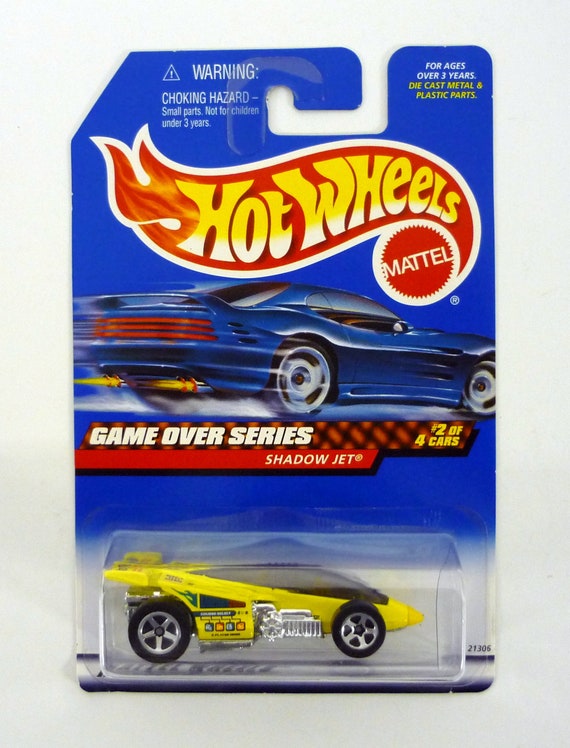 WARNING:
CHOKING HAZARD –
Small parts. Not for children
under 3 years.
FOR AGES
OVER 3 YEARS.
DIE CAST METAL &
PLASTIC PARTS.
HOT WHEELS
MATTEL
®
GAME OVER SERIES
#2 OF
4 CARS
SHADOW JET®
21306